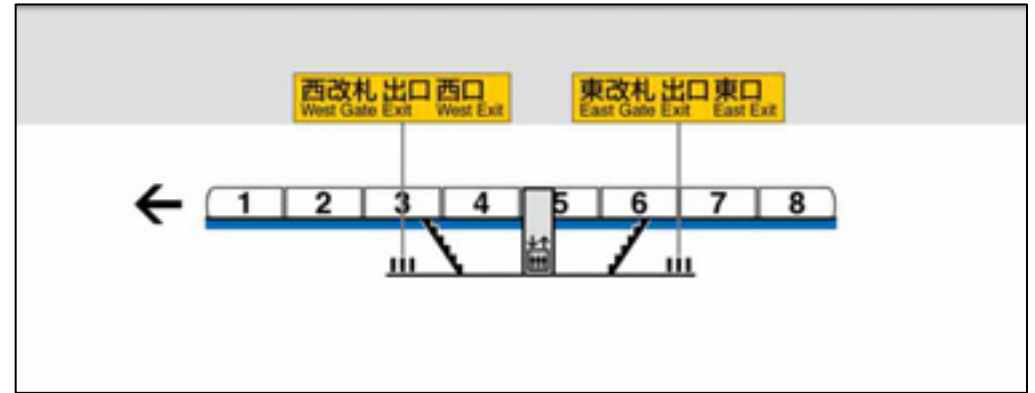 西改札 出口 西口
West Gate Exit West Exit
東改札 出口 東口
East Gate Exit East Exit
1 2 3 4 5 6 7 8